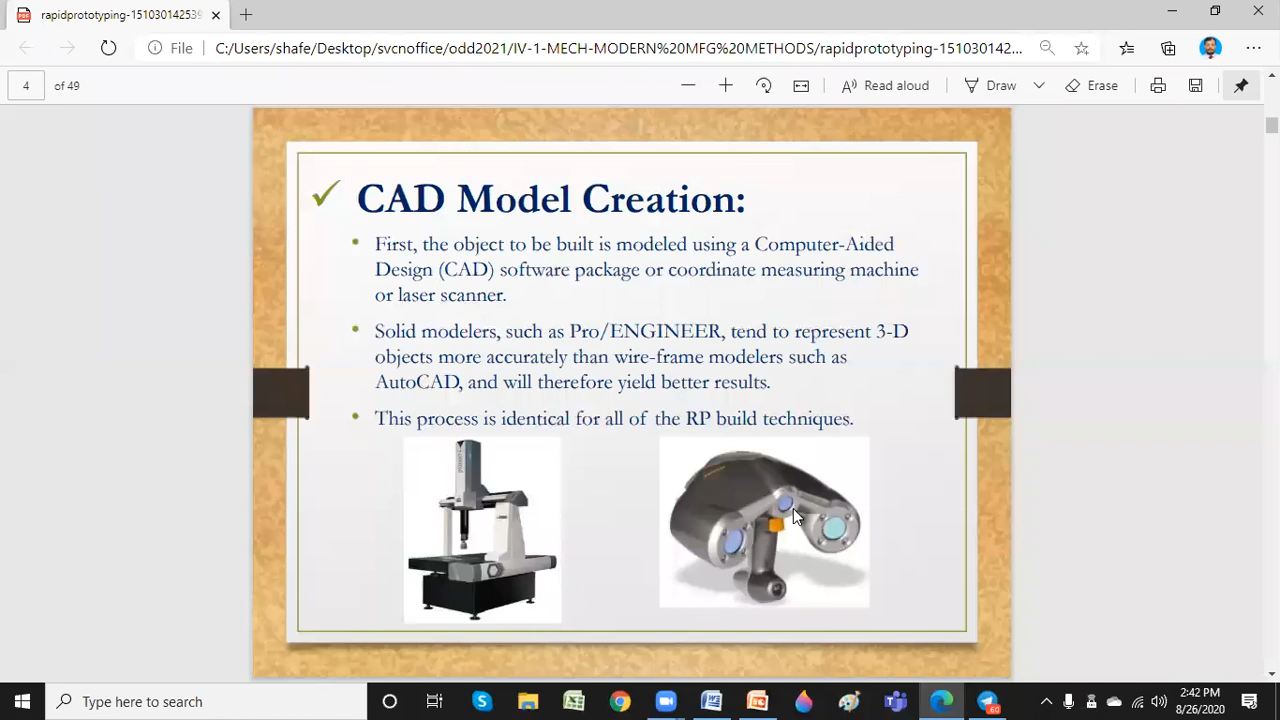 rapidprototyping-1510301425​39
File
C:/Users/shafe/Desktop/svcnoffice/odd2021/IV-1-MECH-MODERN%20MFG%20METHODS/rapidprototyping-151030142...
4 of 49
Read aloud
Draw
Erase
CAD Model Creation:
First, the object to be built is modeled using a Computer-Aided
Design (CAD) software package or coordinate measuring machine
or laser scanner.
Solid modelers, such as Pro/ENGINEER, tend to represent 3-D
objects more accurately than wire-frame modelers such as
AutoCAD, and will therefore yield better results.
This process is identical for all of the RP build techniques.
Type here to search
60
2:42 PM
8/26/2020